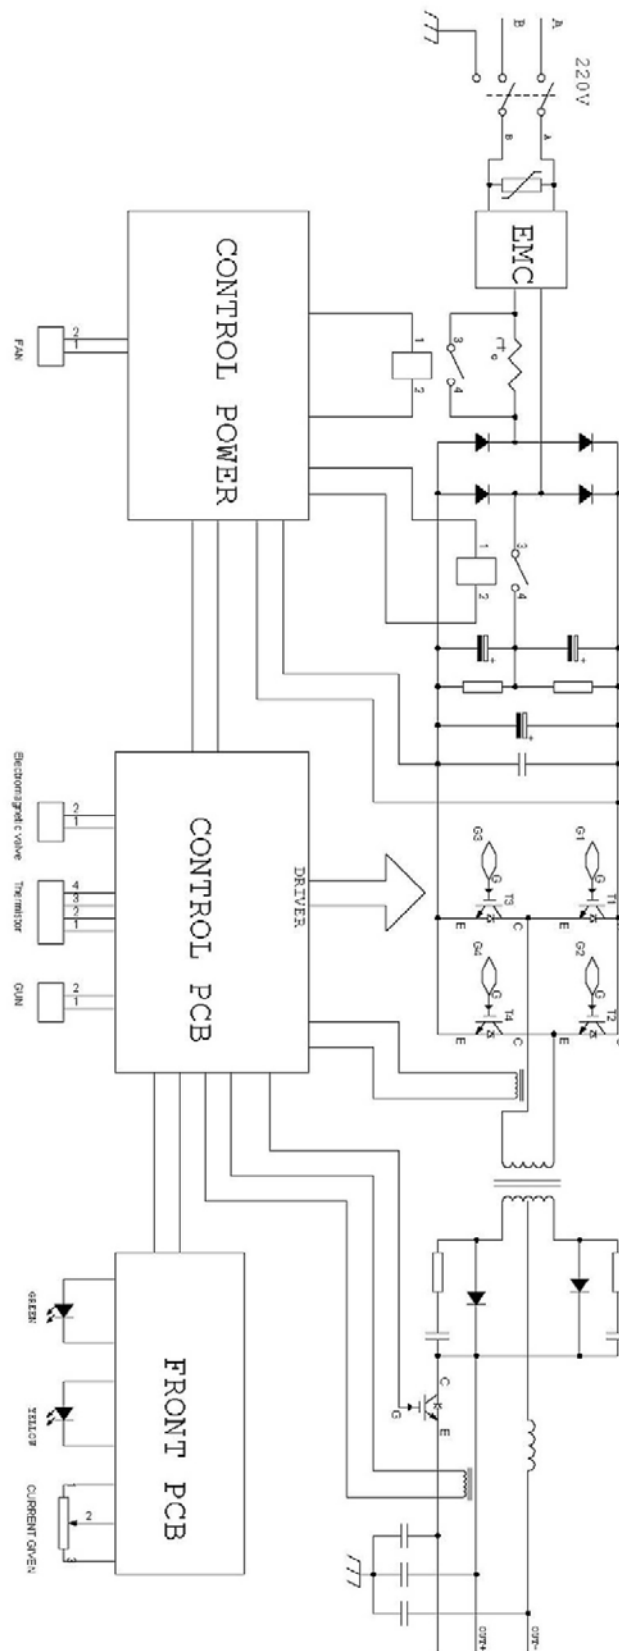 220V
A
B
A
B
EMC
rt°
3
4
1
2
CONTROL POWER
2
1
FAN
3
4
1
2
+
+
+
G1
G
T1
C
E
G3
G
T3
C
E
G2
G
T2
C
E
G4
G
T4
C
E
DRIVER
CONTROL PCB
2
1
Electromagnetic valve
4
3
2
1
Thermistor
2
1
GUN
C
G
E
FRONT PCB
GREEN
YELLOW
1
2
3
CURRENT GIVEN
OUT+
OUT-